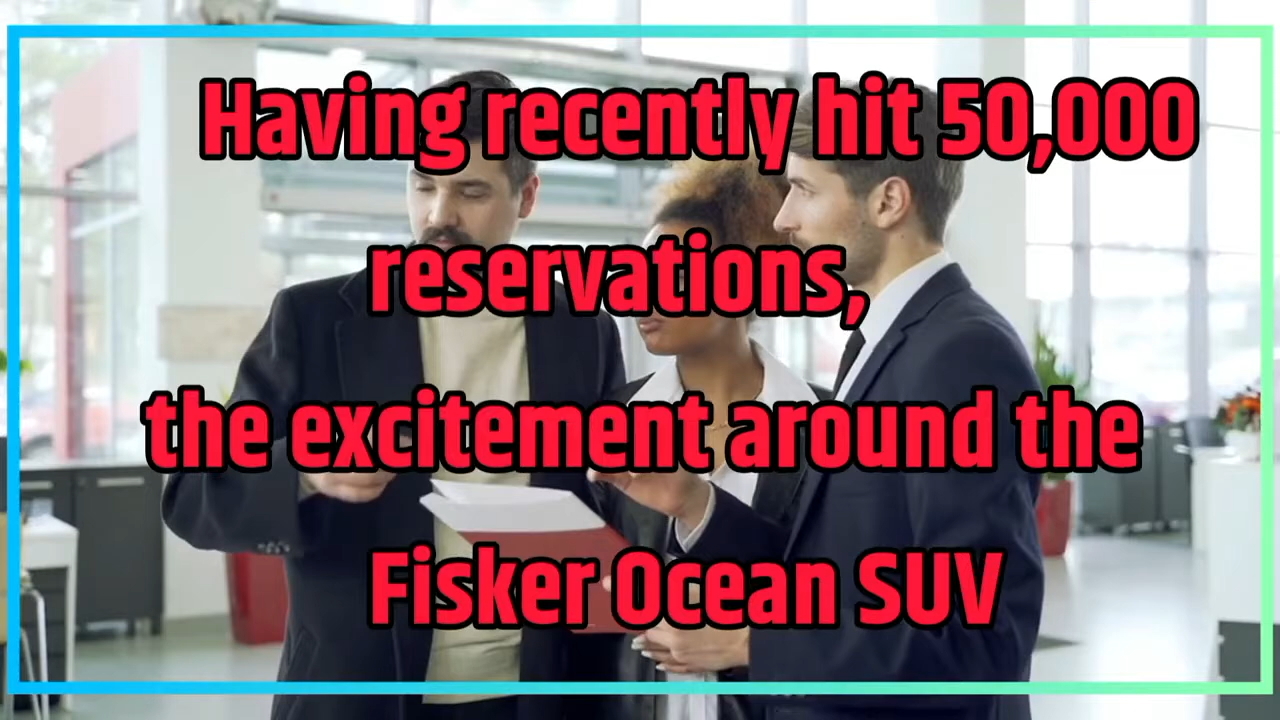 Having recently hit 50,000
reservations,
the excitement around the
Fisker Ocean SUV